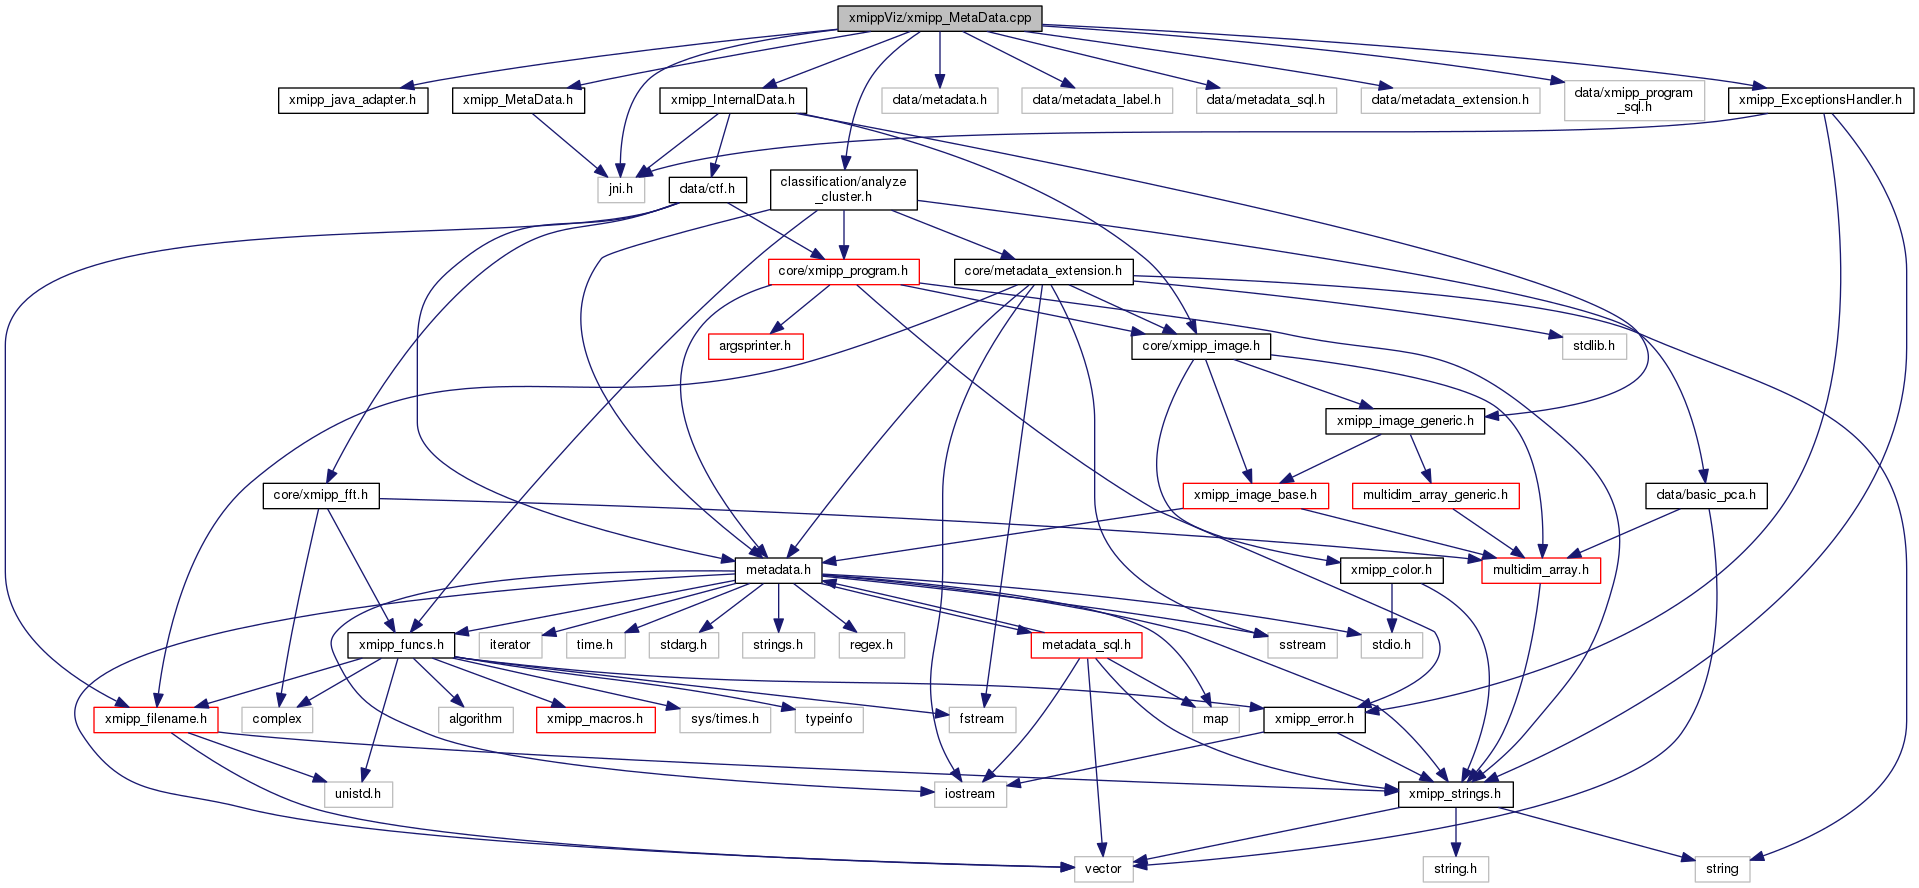 xmippViz/xmipp_MetaData.cpp
xmipp_java_adapter.h
xmipp_MetaData.h
xmipp_InternalData.h
data/metadata.h
data/metadata_label.h
data/metadata_sql.h
data/metadata_extension.h
data/xmipp_program
_sql.h
xmipp_ExceptionsHandler.h
jni.h
data/ctf.h
classification/analyze
_cluster.h
core/xmipp_program.h
core/metadata_extension.h
argsprinter.h
core/xmipp_image.h
stdlib.h
xmipp_image_generic.h
core/xmipp_fft.h
xmipp_image_base.h
multidim_array_generic.h
data/basic_pca.h
metadata.h
xmipp_color.h
multidim_array.h
xmipp_funcs.h
iterator
time.h
stdarg.h
strings.h
regex.h
metadata_sql.h
sstream
stdio.h
xmipp_filename.h
complex
algorithm
xmipp_macros.h
sys/times.h
typeinfo
fstream
map
xmipp_error.h
unistd.h
iostream
xmipp_strings.h
vector
string.h
string